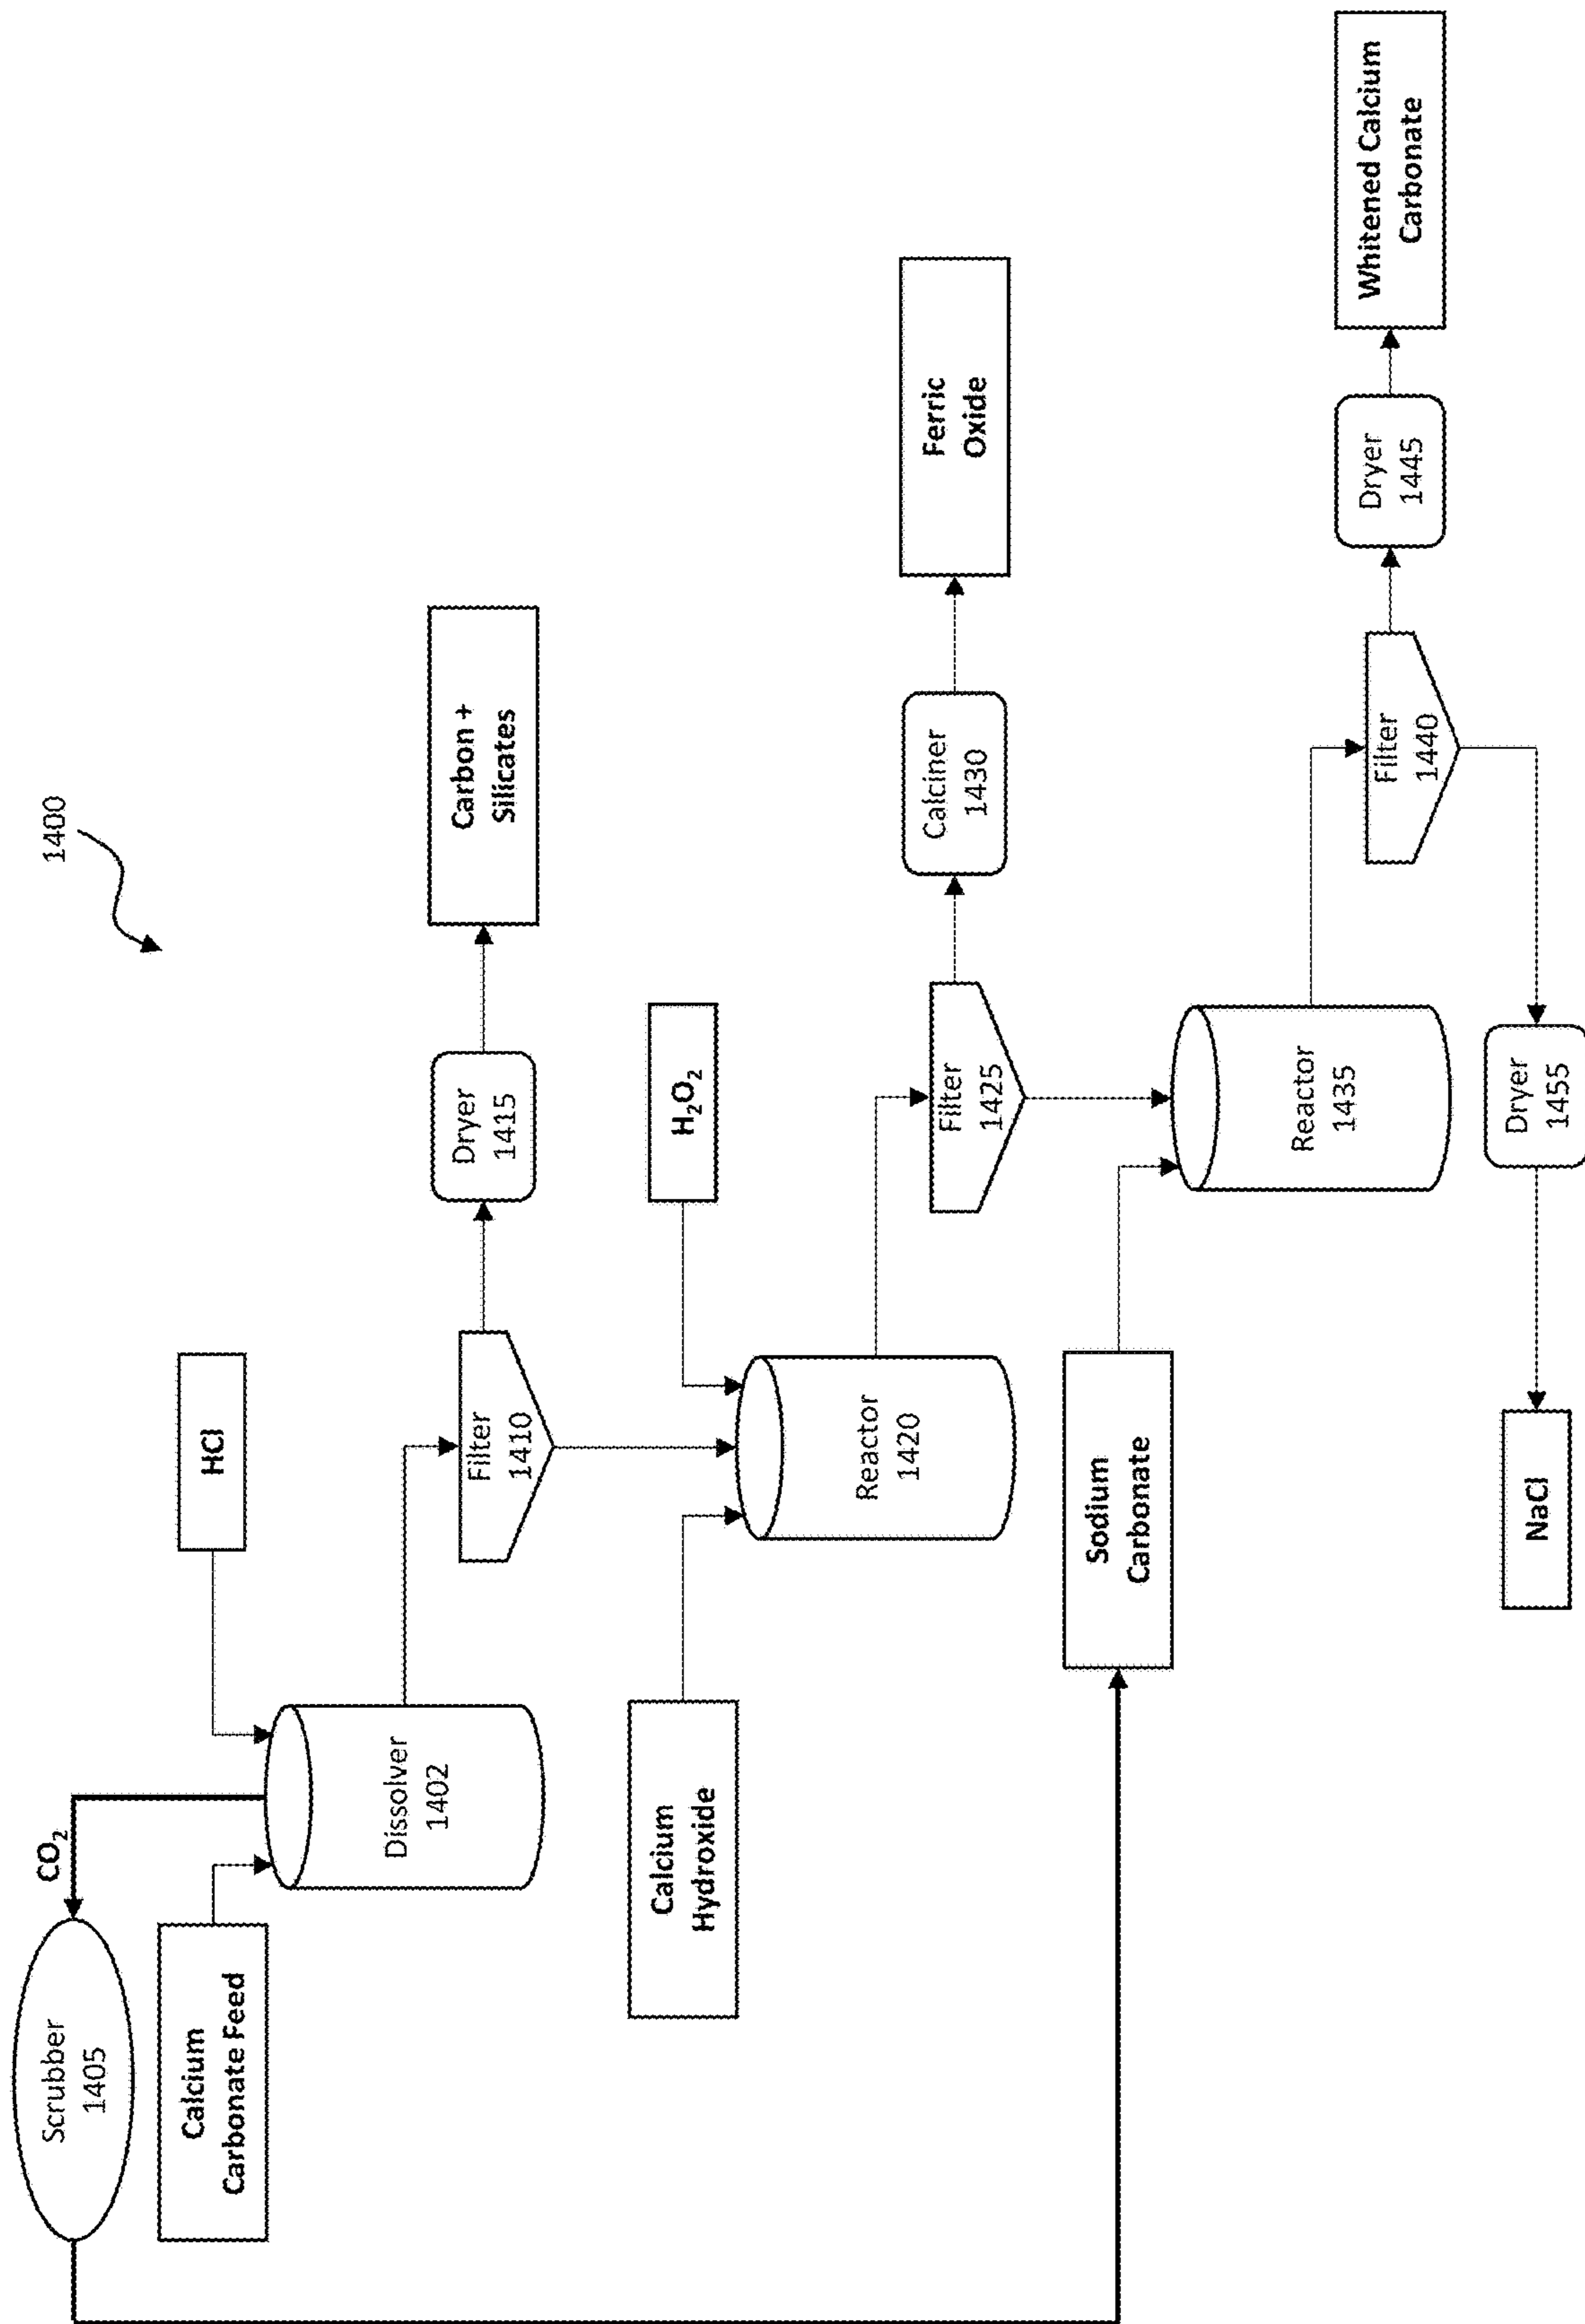 1400
Scrubber
1405
CO₂
HCl
Calcium
Carbonate Feed
Dissolver
1402
Filter
1410
Dryer
1415
Carbon +
Silicates
Calcium
Hydroxide
H₂O₂
Reactor
1420
Filter
1425
Calciner
1430
Ferric
Oxide
Sodium
Carbonate
Reactor
1435
Filter
1440
Dryer
1445
Whitened Calcium
Carbonate
NaCl
Dryer
1455